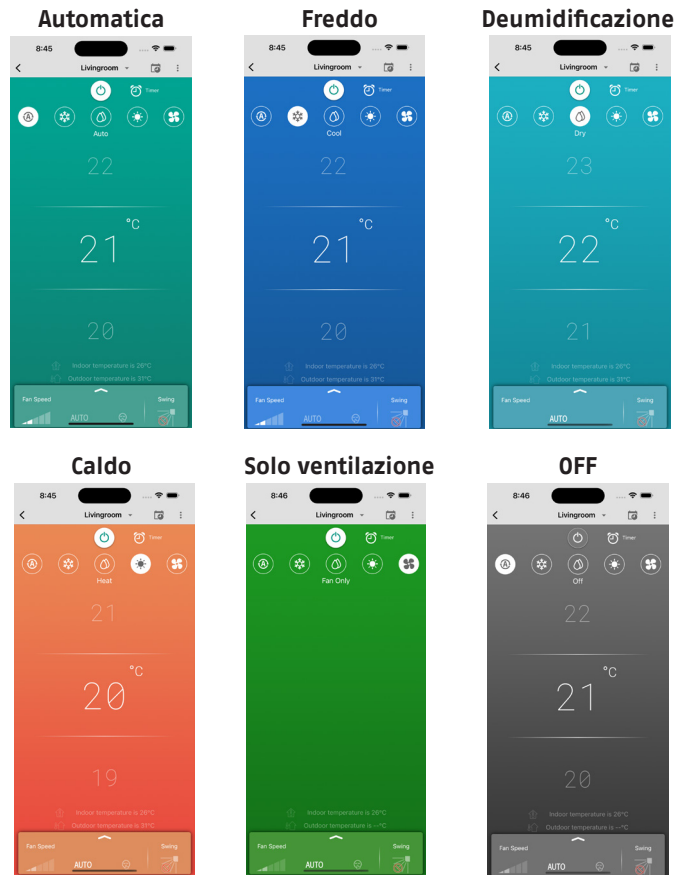 Automatica
8:45
Livingroom
Timer
A
Auto
22
21 °C
20
Indoor temperature is 26°C
Outdoor temperature is 31°C
Fan Speed
Swing
AUTO
Freddo
8:45
Livingroom
Timer
A
Cool
22
21 °C
20
Indoor temperature is 26°C
Outdoor temperature is 31°C
Fan Speed
Swing
AUTO
Deumidificazione
8:45
Livingroom
Timer
A
Dry
23
22 °C
21
Indoor temperature is 26°C
Outdoor temperature is 31°C
Fan Speed
Swing
AUTO
Caldo
8:45
Livingroom
Timer
A
Heat
21
20 °C
19
Indoor temperature is 26°C
Outdoor temperature is 31°C
Fan Speed
Swing
AUTO
Solo ventilazione
8:46
Livingroom
Timer
A
Fan Only
Indoor temperature is 26°C
Outdoor temperature is --°C
Fan Speed
Swing
AUTO
OFF
8:46
Livingroom
Timer
A
Off
22
21 °C
20
Indoor temperature is 26°C
Outdoor temperature is --°C
Fan Speed
Swing
AUTO